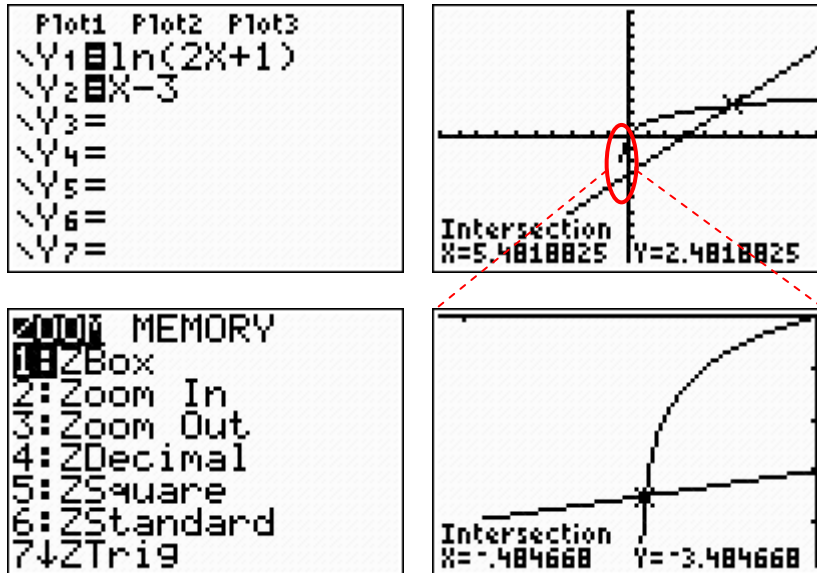 Plot1 Plot2 Plot3
\Y1=ln(2X+1)
\Y2=X-3
\Y3=
\Y4=
\Y5=
\Y6=
\Y7=
Intersection
X=5.4818825 Y=2.4818825
ZOOM MEMORY
1:ZBox
2:Zoom In
3:Zoom Out
4:ZDecimal
5:ZSquare
6:ZStandard
7↓ZTrig
Intersection
X=-.484668 Y=-3.484668